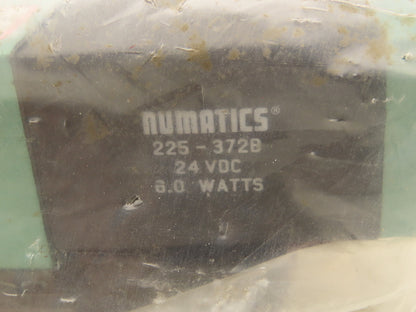 NUMATICS®
225-372B
24 VDC
6.0 WATTS